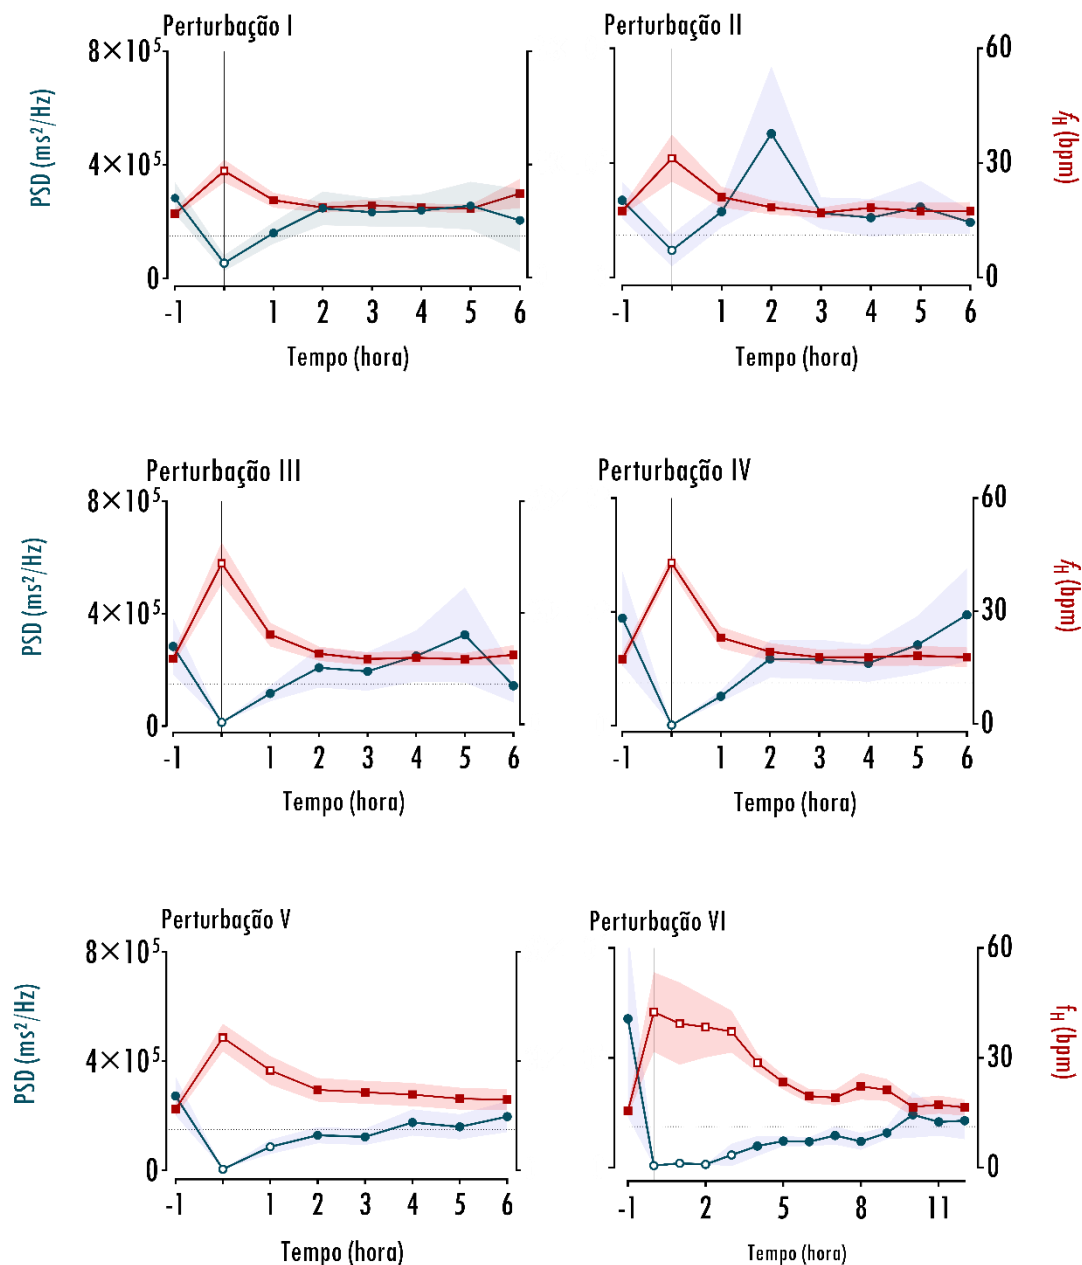 Perturbação I
8×10⁵
4×10⁵
0
PSD (ms²/Hz)
-1 1 2 3 4 5 6
Tempo (hora)
Perturbação II
60
30
0
fH (bpm)
-1 1 2 3 4 5 6
Tempo (hora)
Perturbação III
8×10⁵
4×10⁵
0
PSD (ms²/Hz)
-1 1 2 3 4 5 6
Tempo (hora)
Perturbação IV
60
30
0
fH (bpm)
-1 1 2 3 4 5 6
Tempo (hora)
Perturbação V
8×10⁵
4×10⁵
0
PSD (ms²/Hz)
-1 1 2 3 4 5 6
Tempo (hora)
Perturbação VI
60
30
0
fH (bpm)
-1 2 5 8 11
Tempo (hora)